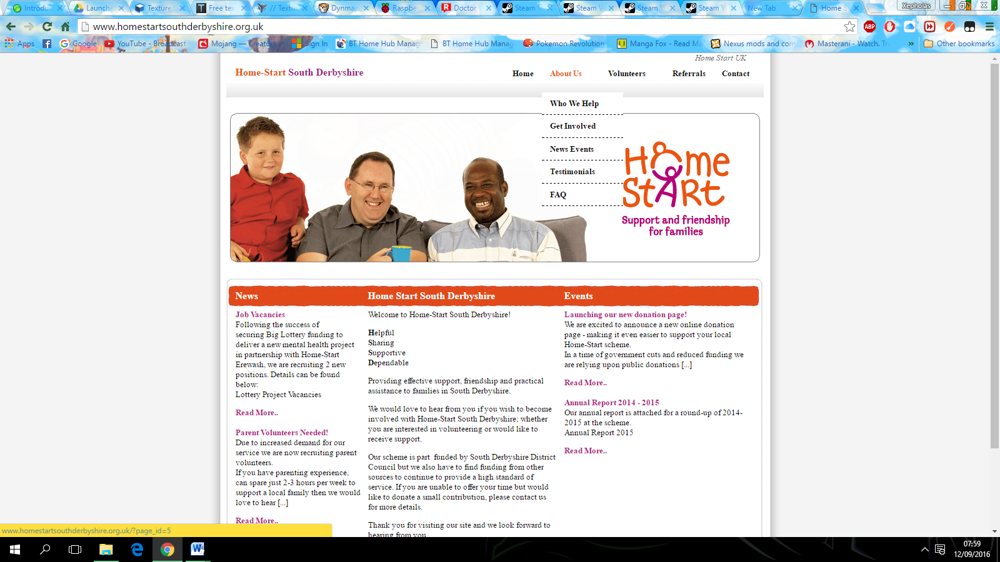 Introdu
Launche
Texture
Free tex
// Textu
Dynma
Raspbe
Doctor
Steam
Steam
Steam
Steam
New Tab
Home S
Xepholas
www.homestartsouthderbyshire.org.uk
ABP
Apps
Google
YouTube - Broadcast
Mojang — Creators
Sign In
BT Home Hub Manag
BT Home Hub Manag
Pokemon Revolution
Manga Fox - Read M
Nexus mods and com
Masterani - Watch. Tr
»
Other bookmarks
Home Start UK
Home-Start South Derbyshire
Home About Us Volunteers Referrals Contact
Who We Help
Get Involved
News Events
Testimonials
FAQ
Home
Start
Support and friendship
for families
News
Job Vacancies
Following the success of
securing Big Lottery funding to
deliver a new mental health project
in partnership with Home-Start
Erewash, we are recruiting 2 new
positions. Details can be found
below:
Lottery Project Vacancies
Read More..
Parent Volunteers Needed!
Due to increased demand for our
service we are now recruiting parent
volunteers.
If you have parenting experience,
can spare just 2-3 hours per week to
support a local family then we would
love to hear [...]
Read More..
Home Start South Derbyshire
Welcome to Home-Start South Derbyshire!
Helpful
Sharing
Supportive
Dependable
Providing effective support, friendship and practical
assistance to families in South Derbyshire.
We would love to hear from you if you wish to become
involved with Home-Start South Derbyshire; whether
you are interested in volunteering or would like to
receive support.
Our scheme is part funded by South Derbyshire District
Council but we also have to find funding from other
sources to continue to provide a high standard of
service. If you are unable to offer your time but would
like to donate a small contribution, please contact us
for more details.
Thank you for visiting our site and we look forward to
hearing from you
Events
Launching our new donation page!
We are excited to announce a new online donation
page - making it even easier to support your local
Home-Start scheme.
In a time of government cuts and reduced funding we
are relying upon public donations [...]
Read More..
Annual Report 2014 - 2015
Our annual report is attached for a round-up of 2014-
2015 at the scheme.
Annual Report 2015
Read More..
www.homestartsouthderbyshire.org.uk/?page_id=5
07:59
12/09/2016